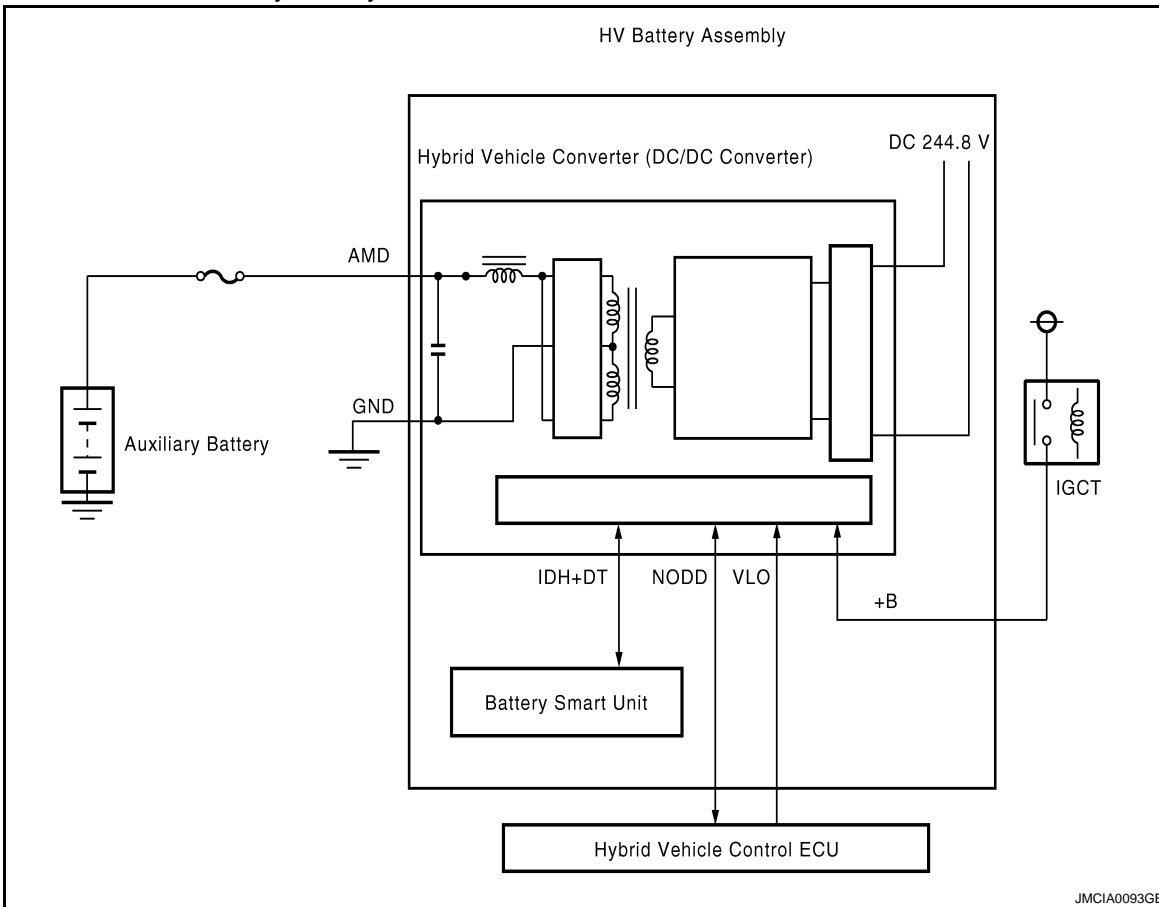 HV Battery Assembly
DC 244.8 V
Hybrid Vehicle Converter (DC/DC Converter)
AMD
GND
Auxiliary Battery
IGCT
IDH+DT
NODD
VLO
+B
Battery Smart Unit
Hybrid Vehicle Control ECU